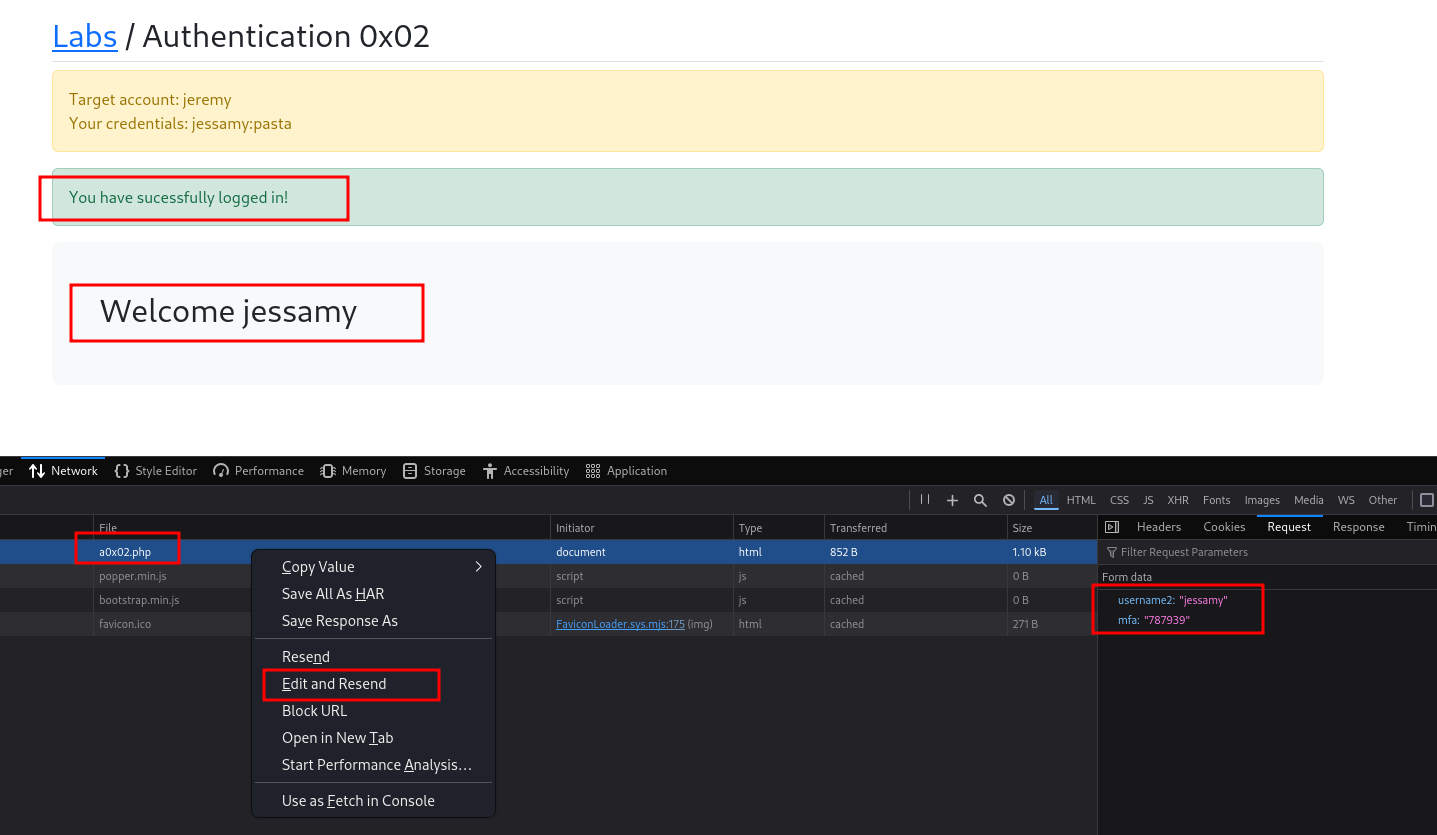 Labs / Authentication 0x02
Target account: jeremy
Your credentials: jessamy:pasta
You have sucessfully logged in!
Welcome jessamy
ger Network Style Editor Performance Memory Storage Accessibility Application
All HTML CSS JS XHR Fonts Images Media WS Other
File Initiator Type Transferred Size Headers Cookies Request Response Timin
a0x02.php document html 852 B 1.10 kB Filter Request Parameters
popper.min.js script js cached 0 B
bootstrap.min.js script js cached 0 B
favicon.ico FaviconLoader.sys.mjs:175 (img) html cached 271 B
Form data
username2: "jessamy"
mfa: "787939"
Copy Value
Save All As HAR
Save Response As
Resend
Edit and Resend
Block URL
Open in New Tab
Start Performance Analysis…
Use as Fetch in Console